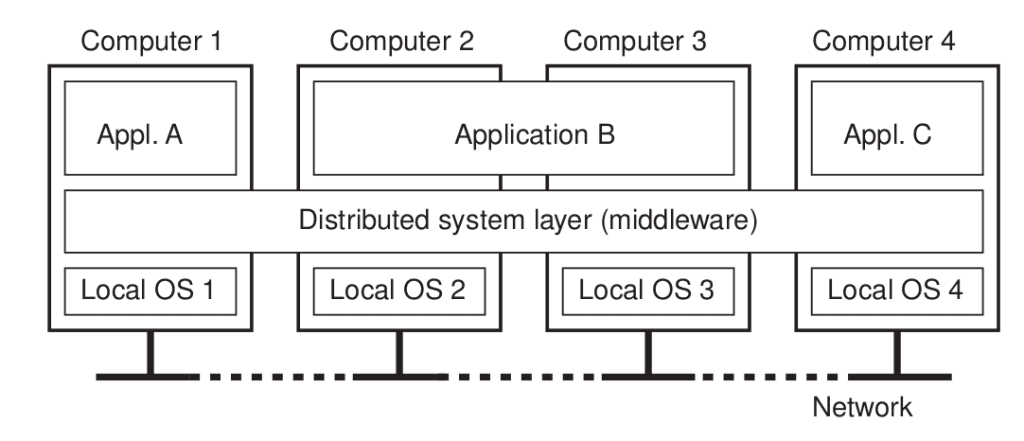 Computer 1
Computer 2
Computer 3
Computer 4
Appl. A
Application B
Appl. C
Distributed system layer (middleware)
Local OS 1
Local OS 2
Local OS 3
Local OS 4
Network